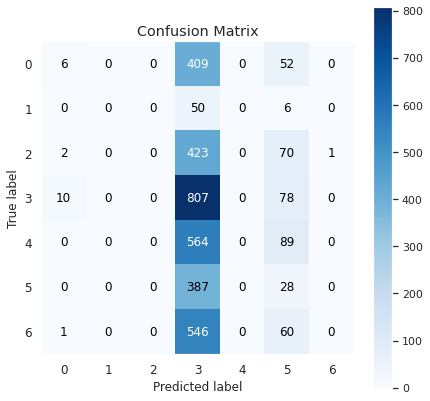 Confusion Matrix
0 6 0 0 409 0 52 0
1 0 0 0 50 0 6 0
2 2 0 0 423 0 70 1
3 10 0 0 807 0 78 0
4 0 0 0 564 0 89 0
5 0 0 0 387 0 28 0
6 1 0 0 546 0 60 0
0 1 2 3 4 5 6
True label
Predicted label
800
700
600
500
400
300
200
100
0